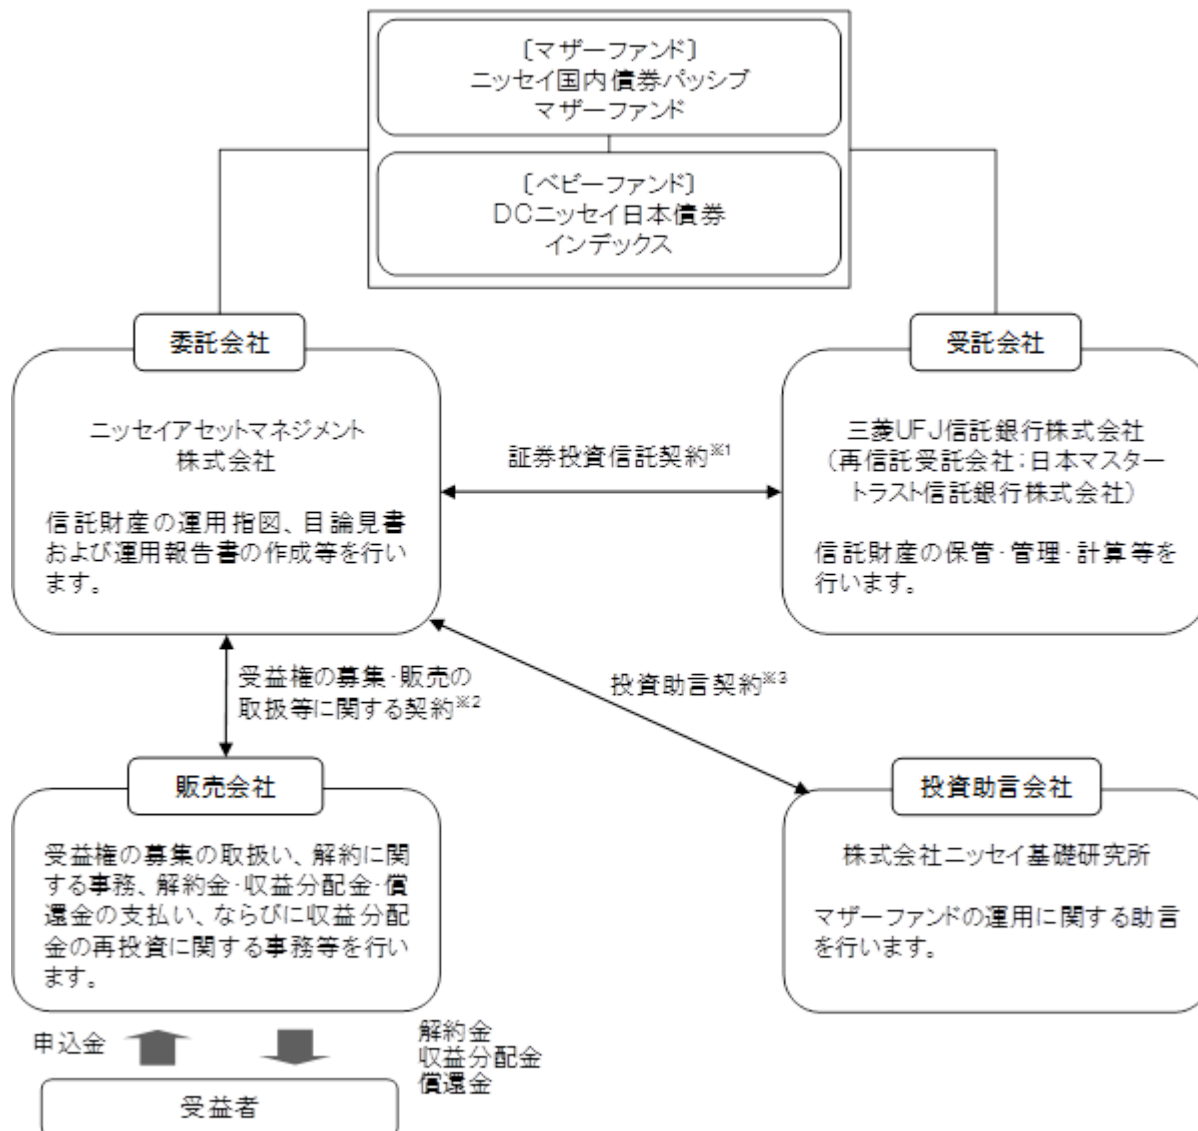 〔マザーファンド〕
ニッセイ国内債券パッシブ
マザーファンド
〔ベビーファンド〕
DCニッセイ日本債券
インデックス
委託会社
ニッセイアセットマネジメント
株式会社
信託財産の運用指図、目論見書
および運用報告書の作成等を行い
ます。
証券投資信託契約※1
受託会社
三菱UFJ信託銀行株式会社
（再信託受託会社：日本マスター
トラスト信託銀行株式会社）
信託財産の保管・管理・計算等を
行います。
受益権の募集・販売の
取扱等に関する契約※2
投資助言契約※3
販売会社
受益権の募集の取扱い、解約に関
する事務、解約金・収益分配金・償
還金の支払い、ならびに収益分配
金の再投資に関する事務等を行い
ます。
投資助言会社
株式会社ニッセイ基礎研究所
マザーファンドの運用に関する助言
を行います。
申込金
解約金
収益分配金
償還金
受益者